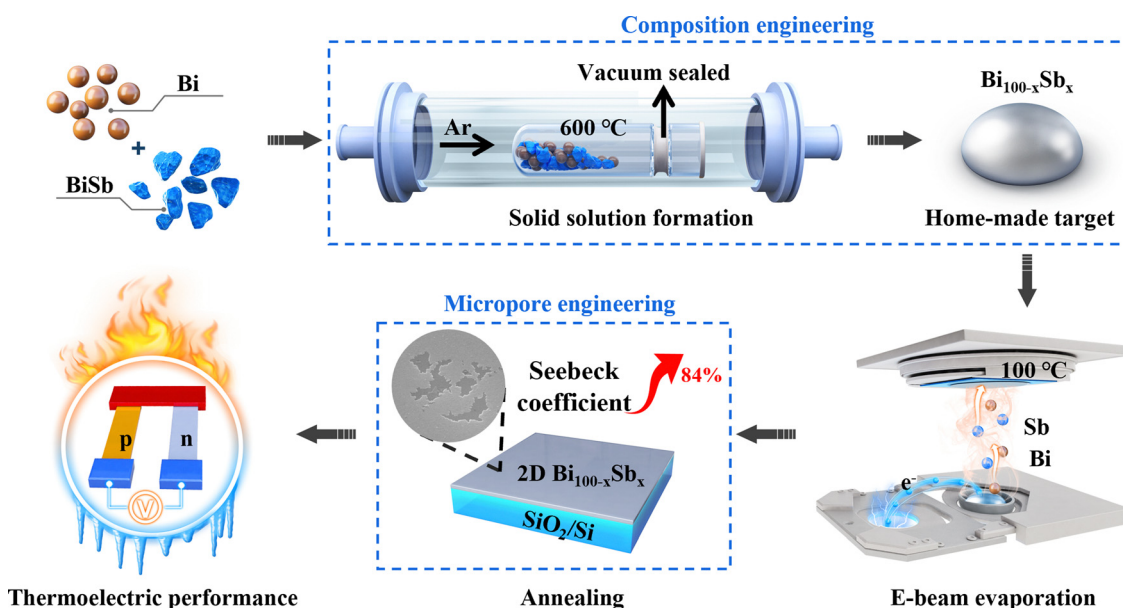 Composition engineering
Bi
+
BiSb
Vacuum sealed
Ar
600 °C
Solid solution formation
Bi100-xSbx
Home-made target
100 °C
Sb
Bi
e-
E-beam evaporation
Micropore engineering
Seebeck
coefficient
84%
2D Bi100-xSbx
SiO2/Si
Annealing
p
n
V
Thermoelectric performance